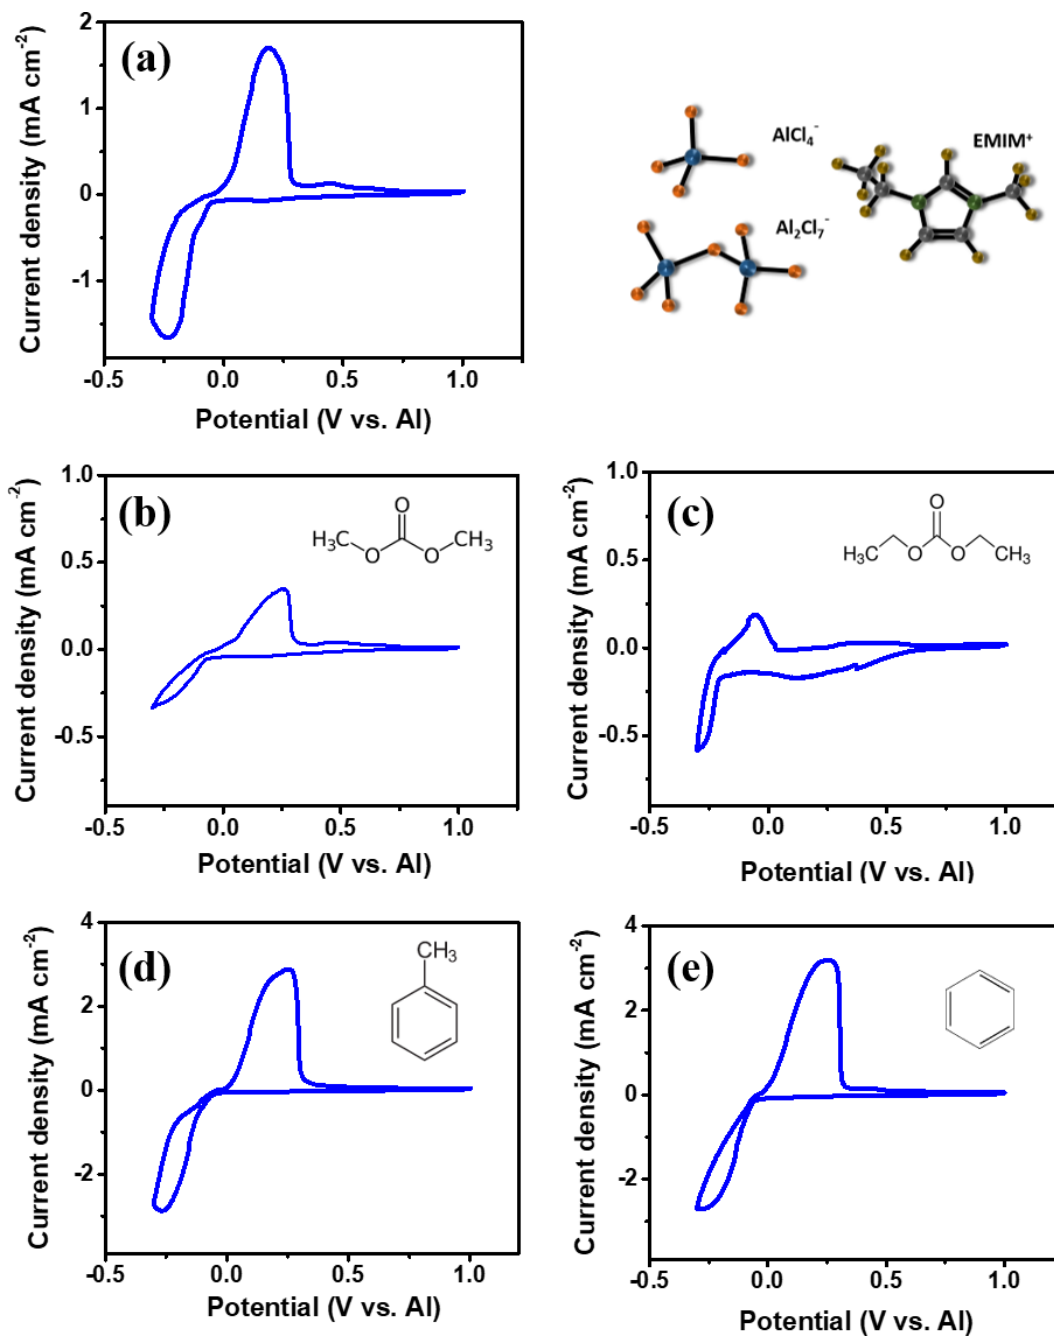 (a)
2
1
0
-1
-0.5
0.0
0.5
1.0
Current density (mA cm⁻²)
Potential (V vs. Al)
AlCl₄⁻
EMIM⁺
Al₂Cl₇⁻
(b)
1.0
0.5
0.0
-0.5
-0.5
0.0
0.5
1.0
Current density (mA cm⁻²)
Potential (V vs. Al)
O
H₃C
O
O
CH₃
(c)
1.0
0.5
0.0
-0.5
-0.5
0.0
0.5
1.0
Current density (mA cm⁻²)
Potential (V vs. Al)
O
H₃C
O
O
CH₃
(d)
4
2
0
-2
-0.5
0.0
0.5
1.0
Current density (mA cm⁻²)
Potential (V vs. Al)
CH₃
(e)
4
2
0
-2
-0.5
0.0
0.5
1.0
Current density (mA cm⁻²)
Potential (V vs. Al)